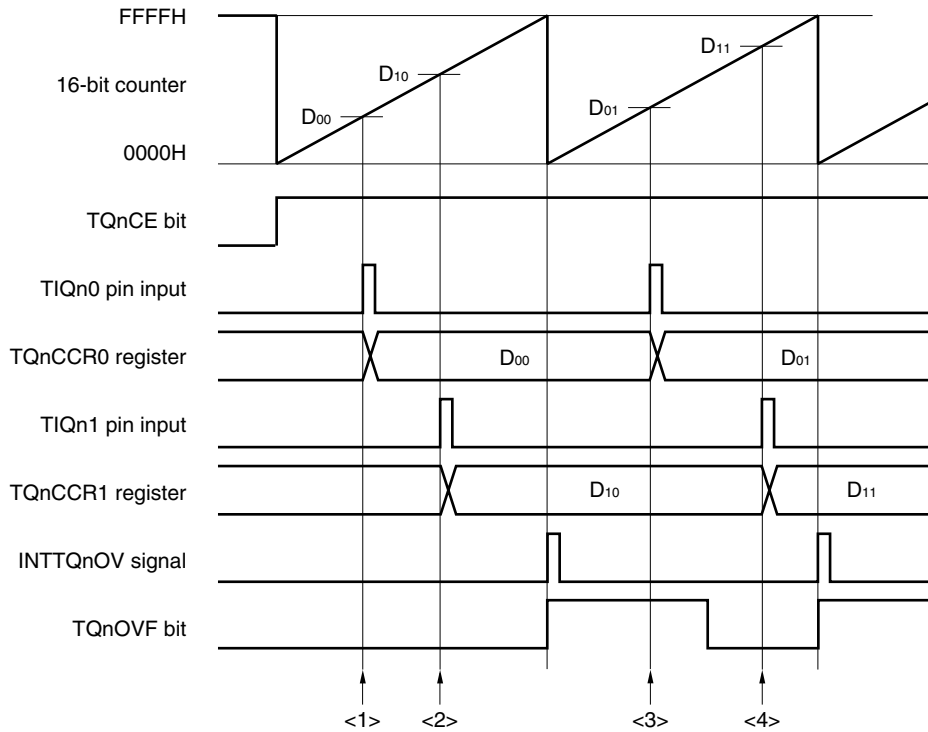 FFFFH
16-bit counter
0000H
D00
D10
D01
D11
TQnCE bit
TIQn0 pin input
TQnCCR0 register
D00
D01
TIQn1 pin input
TQnCCR1 register
D10
D11
INTTQnOV signal
TQnOVF bit
<1>
<2>
<3>
<4>